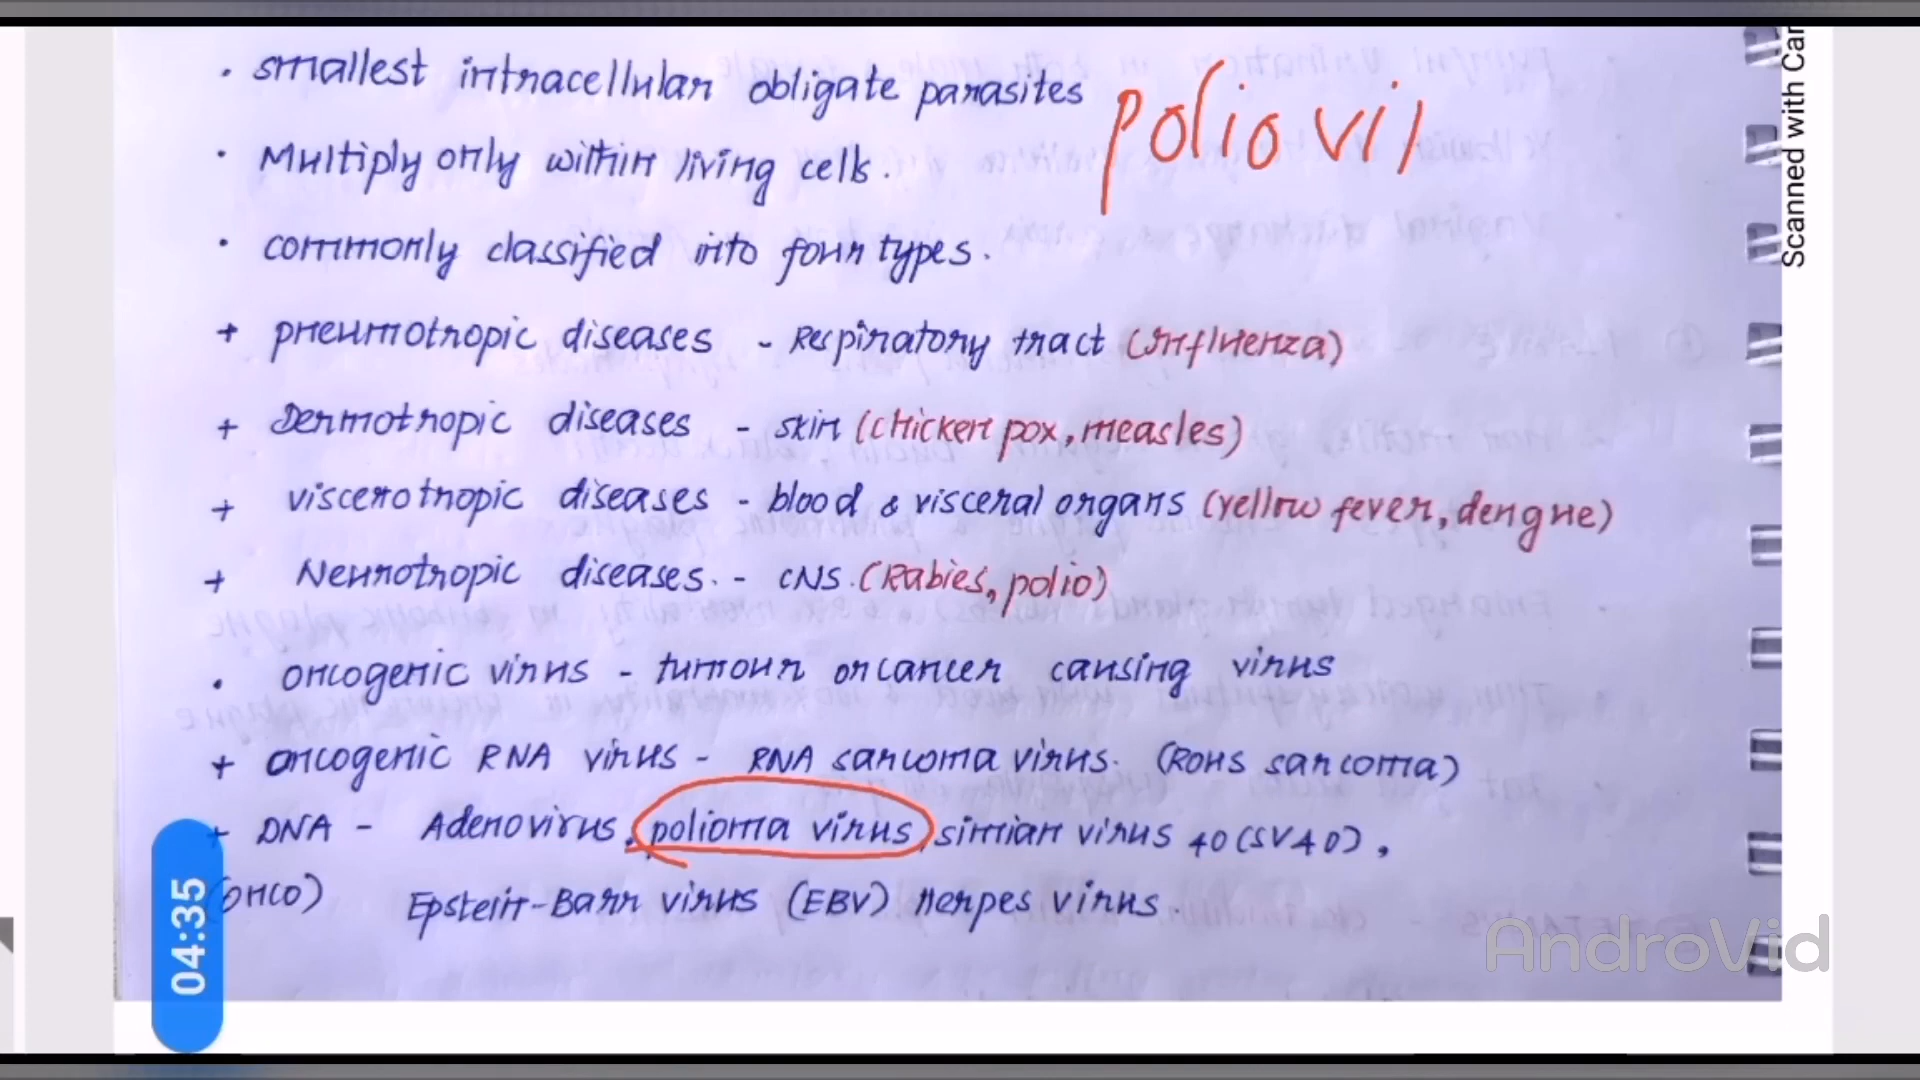 . smallest intracellular obligate parasites
polio vi
. Multiply only within living cells.
. commonly classified into four types.
+ pneumotropic diseases - Respiratory tract (Influenza)
+ Dermotropic diseases - skin (chicken pox, measles)
+ viscerotropic diseases - blood & visceral organs (yellow fever, dengue)
+ Neurotropic diseases. - CNS. (Rabies, polio)
. oncogenic virus - tumour or cancer causing virus
+ oncogenic RNA virus - RNA sarcoma virus. (Rous sarcoma)
+ DNA - Adenovirus, polioma virus, simian virus 40 (SV40),
(onco) Epstein-Barr virus (EBV) Herpes virus.
Scanned with Car
04:35
AndroVid